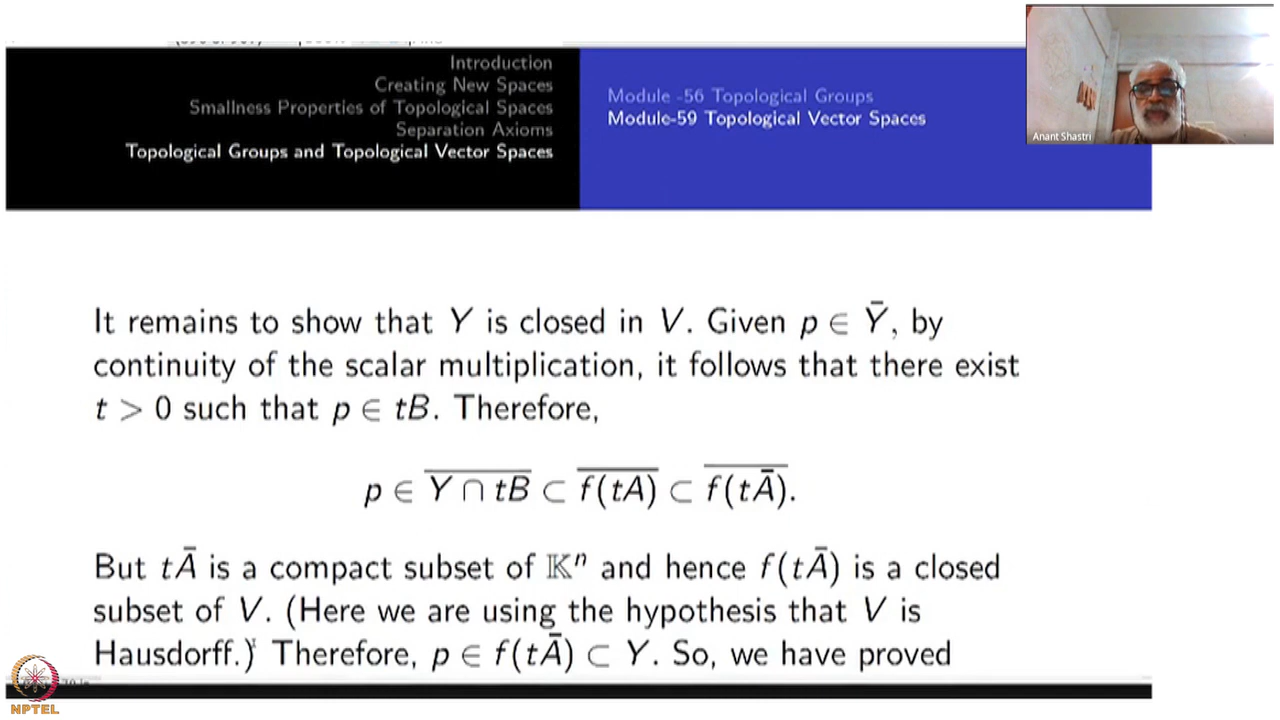 Introduction
Creating New Spaces
Smallness Properties of Topological Spaces
Separation Axioms
Topological Groups and Topological Vector Spaces
Module -56 Topological Groups
Module-59 Topological Vector Spaces
Anant Shastri
It remains to show that Y is closed in V. Given p ∈ Ȳ, by
continuity of the scalar multiplication, it follows that there exist
t > 0 such that p ∈ tB. Therefore,
p ∈ \overline{Y ∩ tB} ⊂ \overline{f(tA)} ⊂ \overline{f(tĀ)}.
But tĀ is a compact subset of 𝕂ⁿ and hence f(tĀ) is a closed
subset of V. (Here we are using the hypothesis that V is
Hausdorff.) Therefore, p ∈ f(tĀ) ⊂ Y. So, we have proved
NPTEL